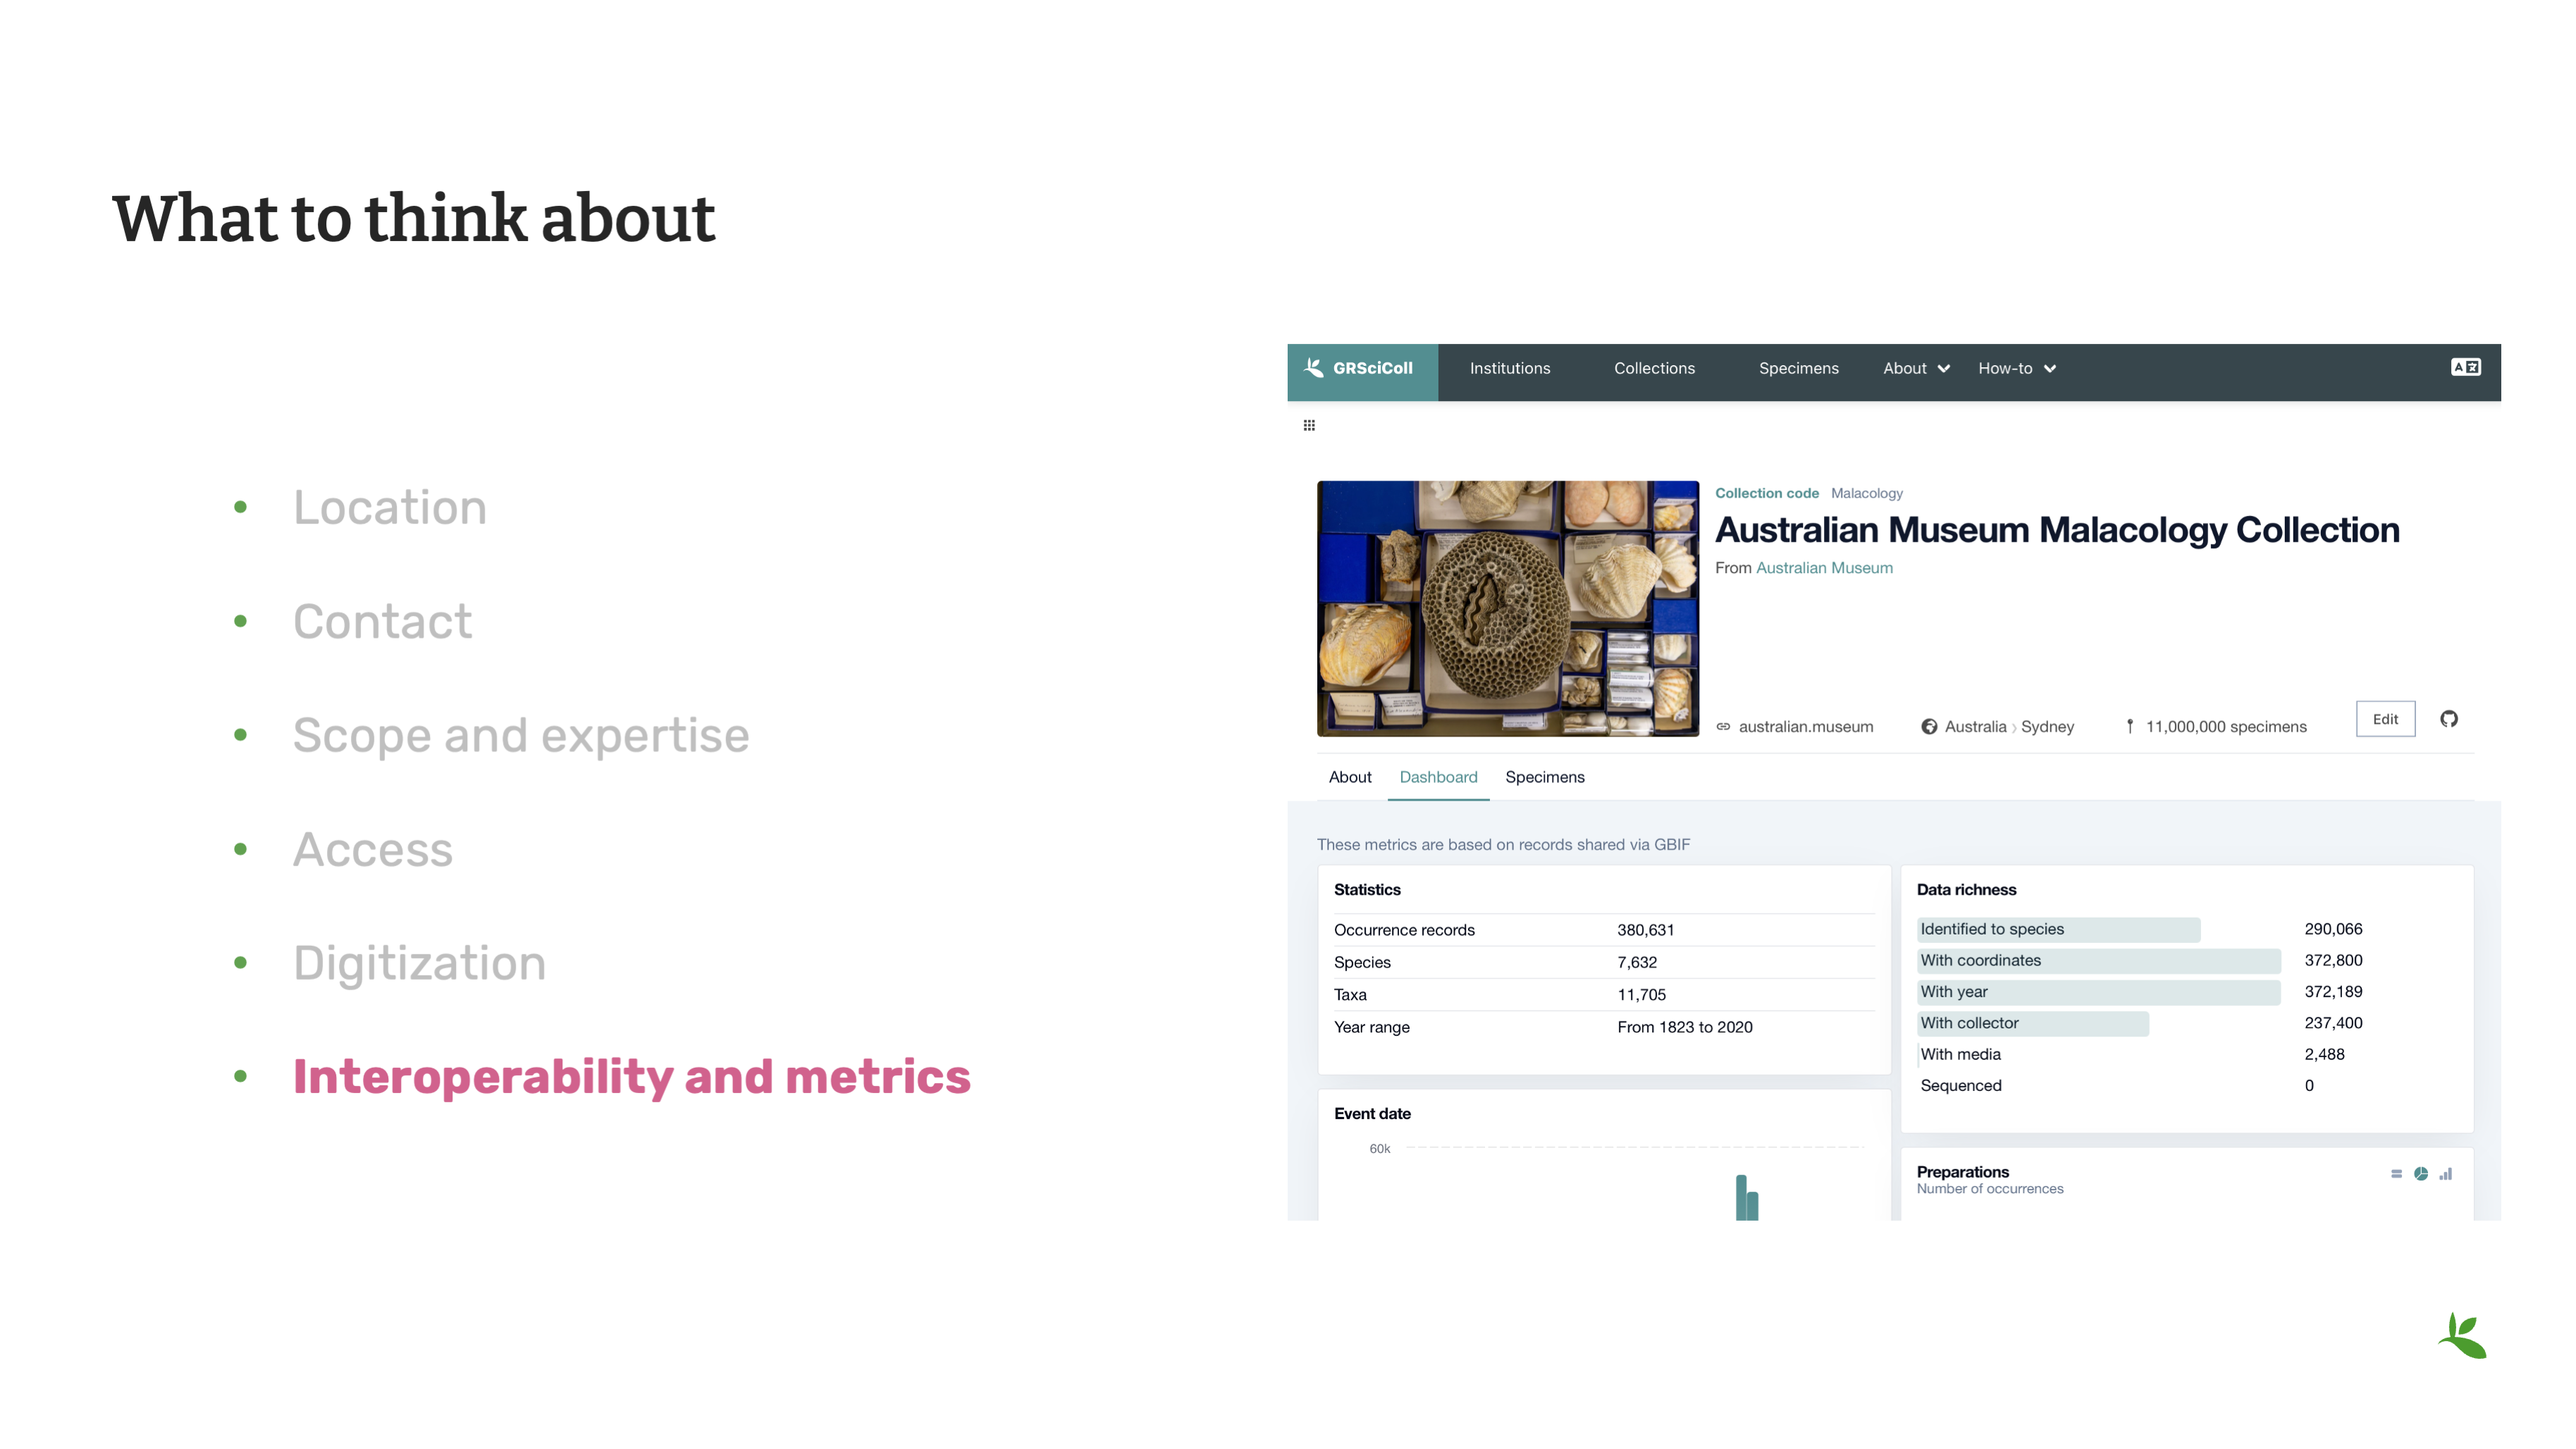 What to think about
Location
Contact
Scope and expertise
Access
Digitization
Interoperability and metrics
GRSciColl Institutions Collections Specimens About How-to
Collection code Malacology
Australian Museum Malacology Collection
From Australian Museum
australian.museum Australia › Sydney 11,000,000 specimens Edit
About Dashboard Specimens
These metrics are based on records shared via GBIF
Statistics
Occurrence records 380,631
Species 7,632
Taxa 11,705
Year range From 1823 to 2020
Event date
60k
Data richness
Identified to species 290,066
With coordinates 372,800
With year 372,189
With collector 237,400
With media 2,488
Sequenced 0
Preparations
Number of occurrences